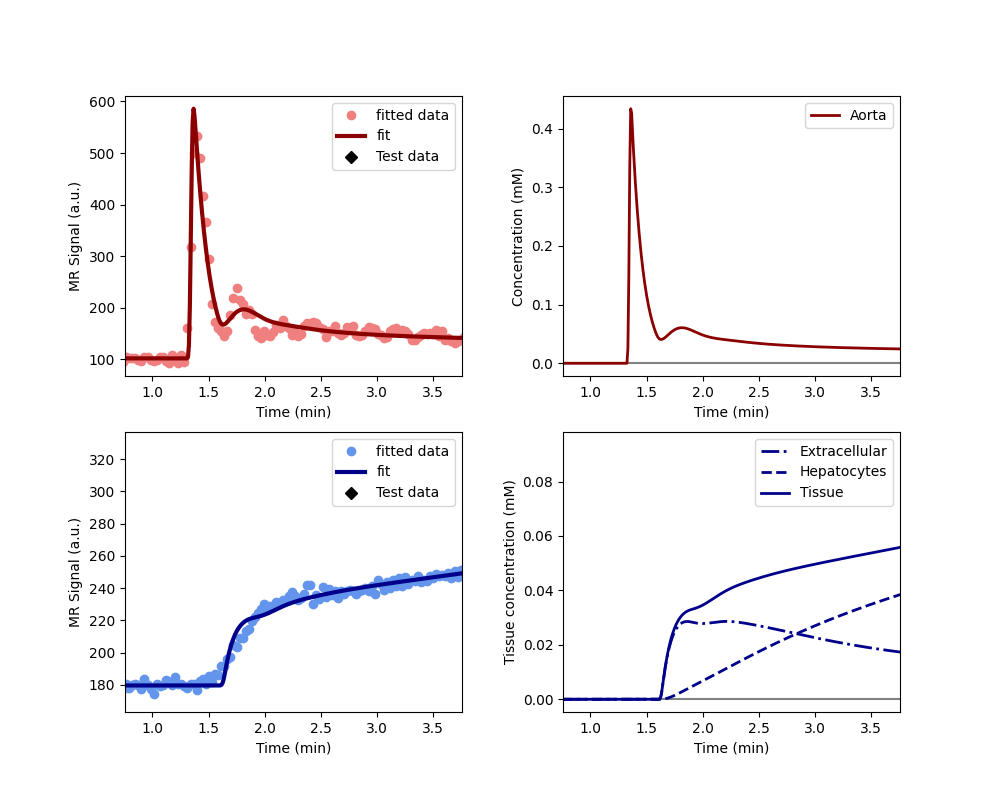 600
500
400
300
200
100
MR Signal (a.u.)
fitted data
fit
Test data
1.0 1.5 2.0 2.5 3.0 3.5
Time (min)
0.4
0.3
0.2
0.1
0.0
Concentration (mM)
Aorta
1.0 1.5 2.0 2.5 3.0 3.5
Time (min)
320
300
280
260
240
220
200
180
MR Signal (a.u.)
fitted data
fit
Test data
1.0 1.5 2.0 2.5 3.0 3.5
Time (min)
0.08
0.06
0.04
0.02
0.00
Tissue concentration (mM)
Extracellular
Hepatocytes
Tissue
1.0 1.5 2.0 2.5 3.0 3.5
Time (min)